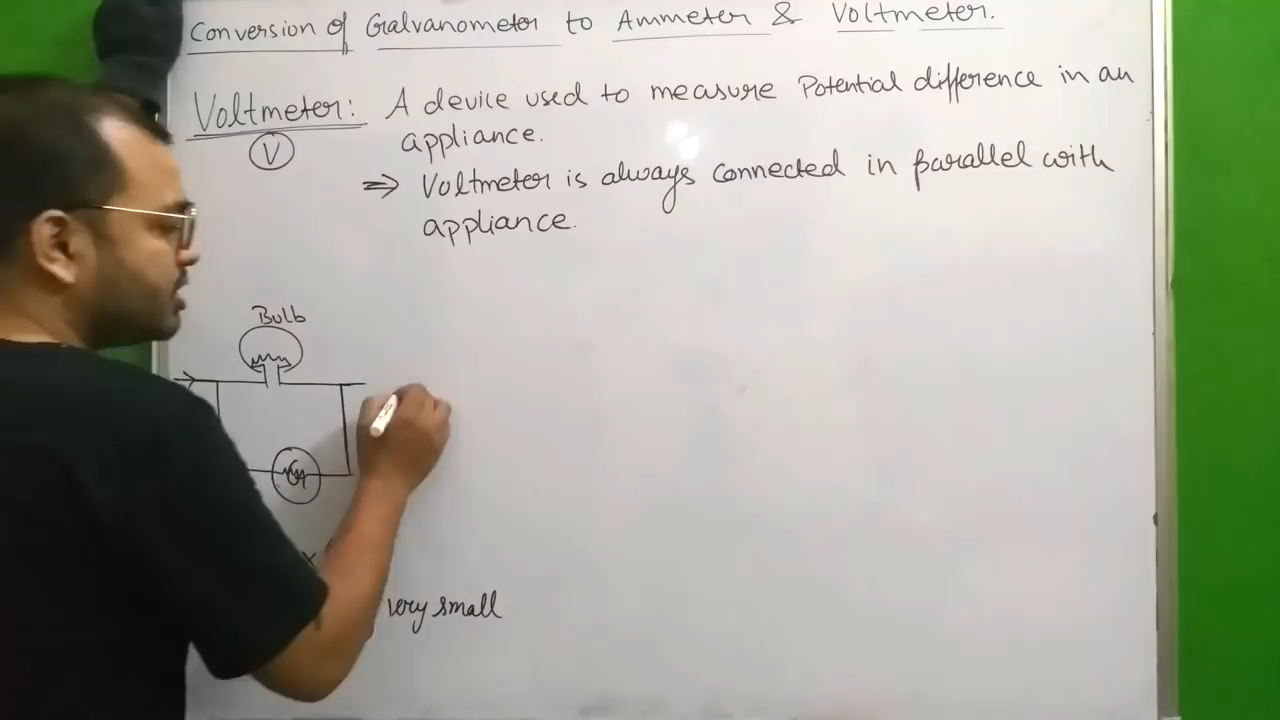 Conversion of Galvanometer to Ammeter & Voltmeter.
Voltmeter: A device used to measure Potential difference in an
appliance.
V
⇒ Voltmeter is always connected in parallel with
appliance.
Bulb
G
x
very small